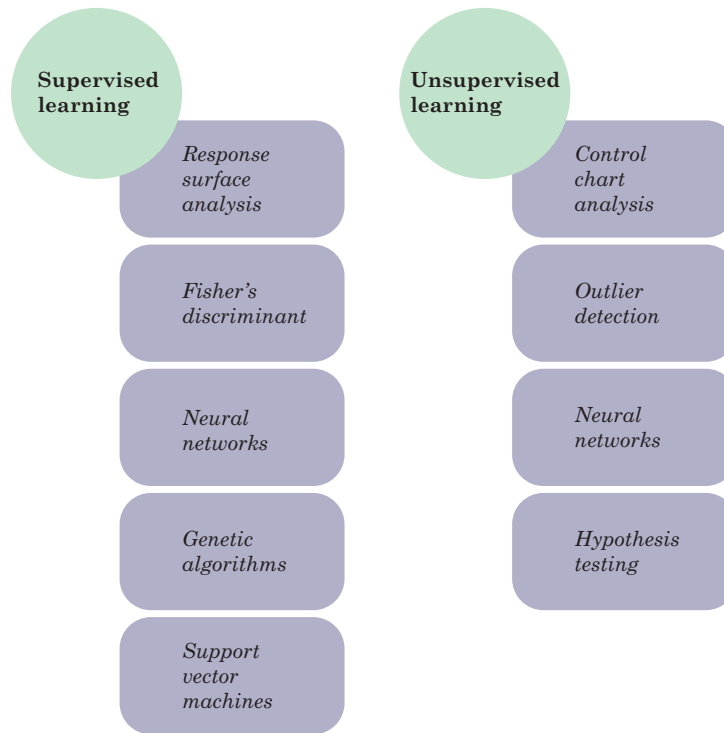 Supervised
learning
Response
surface
analysis
Fisher’s
discriminant
Neural
networks
Genetic
algorithms
Support
vector
machines
Unsupervised
learning
Control
chart
analysis
Outlier
detection
Neural
networks
Hypothesis
testing